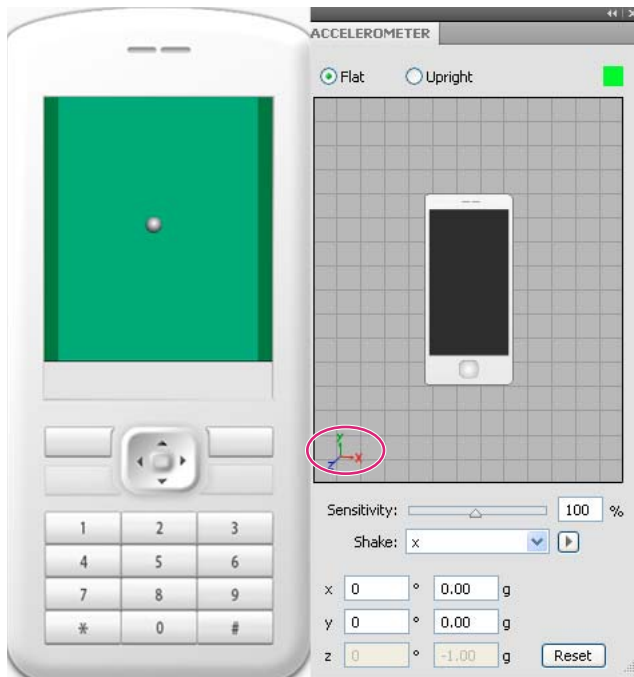 ACCELEROMETER
Flat Upright
Y
X
Z
Sensitivity: 100 %
Shake: x
x 0 ° 0.00 g
y 0 ° 0.00 g
z 0 ° -1.00 g Reset
1 2 3
4 5 6
7 8 9
* 0 #